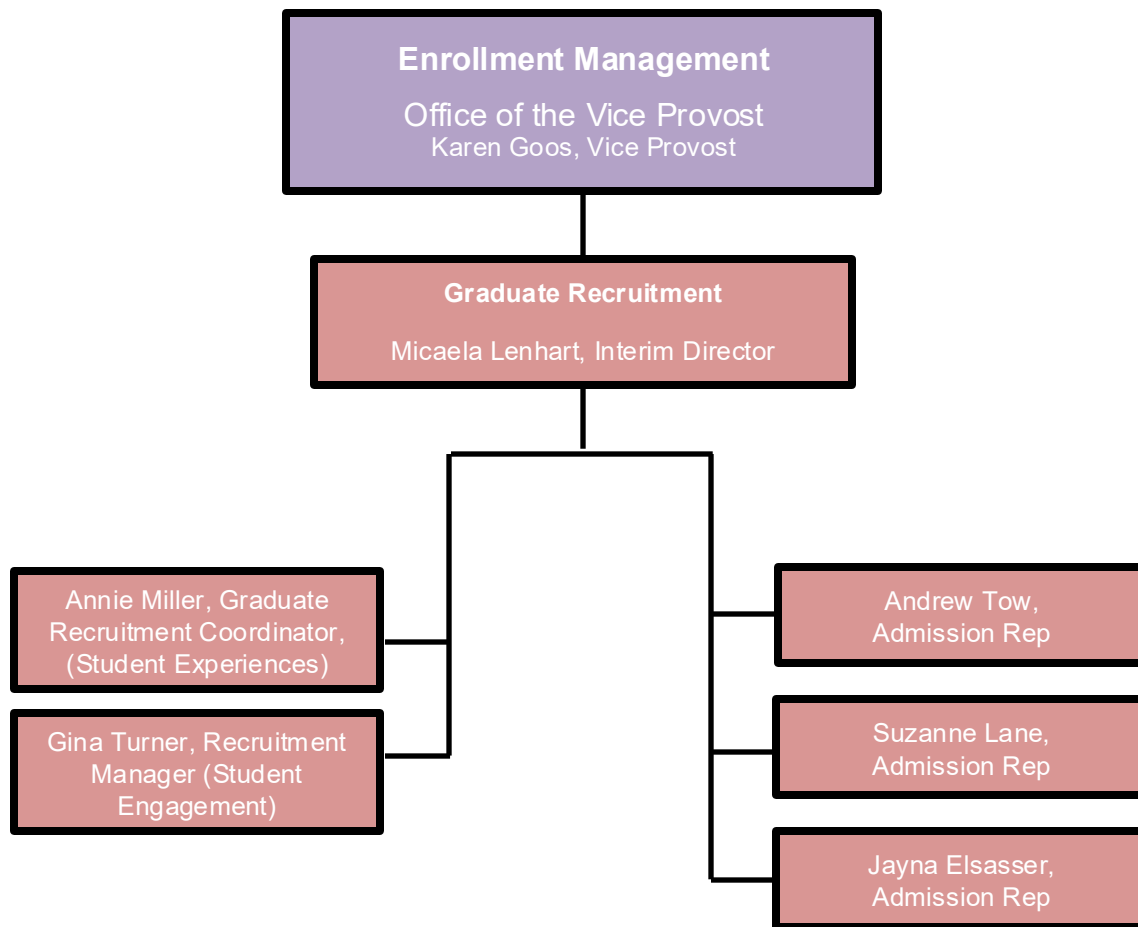 Enrollment Management
Office of the Vice Provost
Karen Goos, Vice Provost
Graduate Recruitment
Micaela Lenhart, Interim Director
Annie Miller, Graduate
Recruitment Coordinator,
(Student Experiences)
Gina Turner, Recruitment
Manager (Student
Engagement)
Andrew Tow,
Admission Rep
Suzanne Lane,
Admission Rep
Jayna Elsasser,
Admission Rep